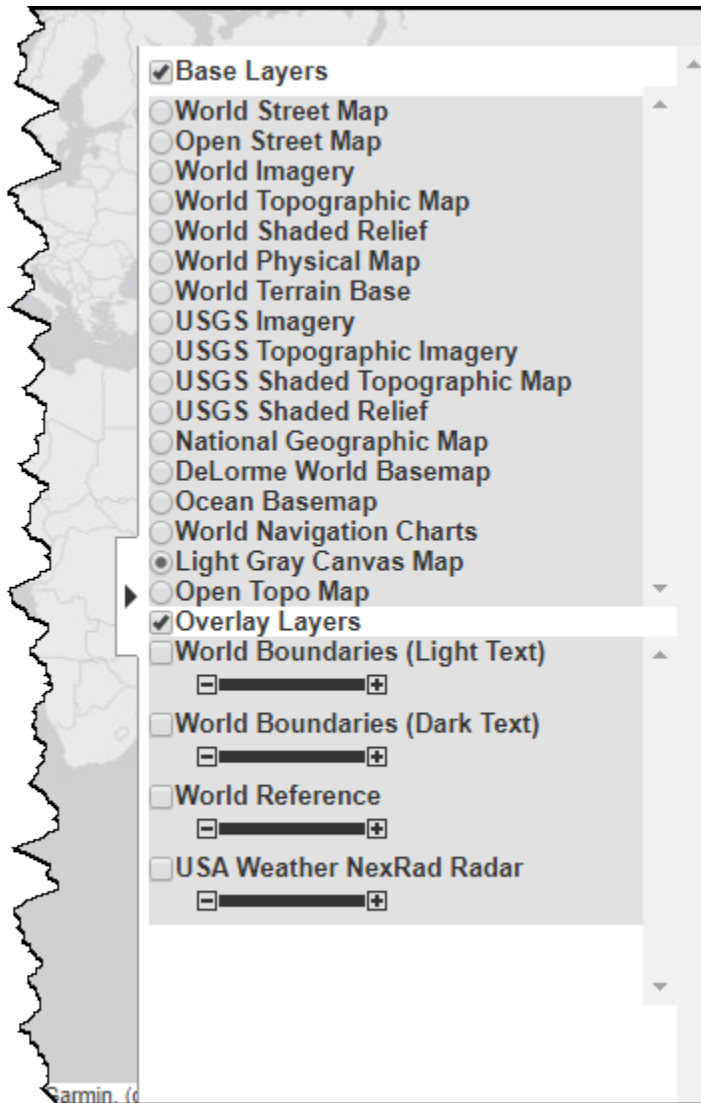 Base Layers
World Street Map
Open Street Map
World Imagery
World Topographic Map
World Shaded Relief
World Physical Map
World Terrain Base
USGS Imagery
USGS Topographic Imagery
USGS Shaded Topographic Map
USGS Shaded Relief
National Geographic Map
DeLorme World Basemap
Ocean Basemap
World Navigation Charts
Light Gray Canvas Map
Open Topo Map
Overlay Layers
World Boundaries (Light Text)
World Boundaries (Dark Text)
World Reference
USA Weather NexRad Radar
Garmin, (c